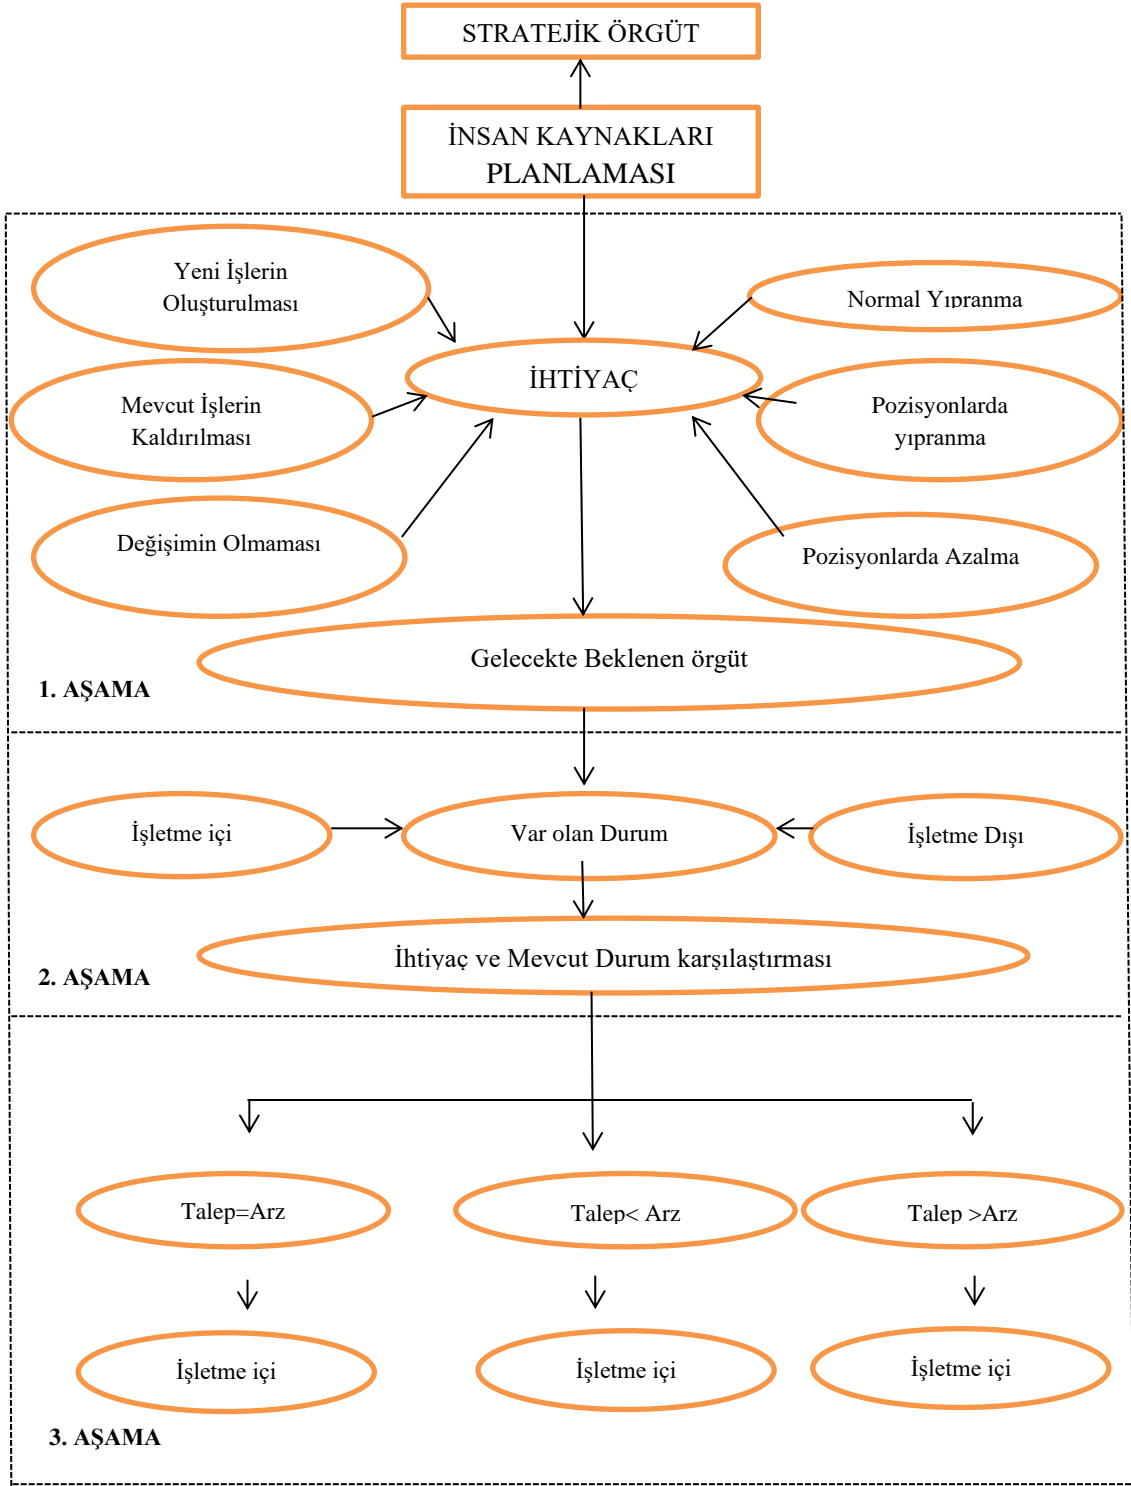 STRATEJİK ÖRGÜT
İNSAN KAYNAKLARI
PLANLAMASI
Yeni İşlerin
Oluşturulması
Normal Yıpranma
İHTİYAÇ
Mevcut İşlerin
Kaldırılması
Pozisyonlarda
yıpranma
Değişimin Olmaması
Pozisyonlarda Azalma
Gelecekte Beklenen örgüt
1. AŞAMA
İşletme içi
Var olan Durum
İşletme Dışı
İhtiyaç ve Mevcut Durum karşılaştırması
2. AŞAMA
Talep=Arz
Talep< Arz
Talep >Arz
İşletme içi
İşletme içi
İşletme içi
3. AŞAMA